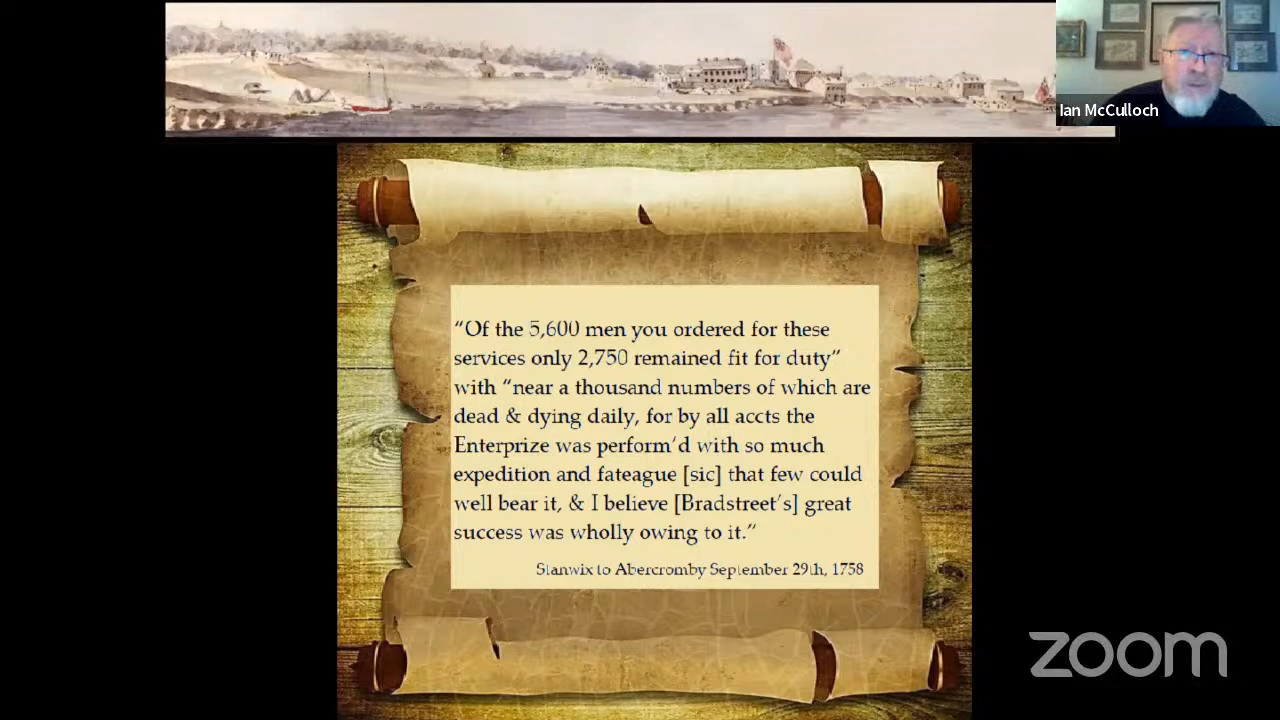 Ian McCulloch
“Of the 5,600 men you ordered for these
services only 2,750 remained fit for duty”
with “near a thousand numbers of which are
dead & dying daily, for by all accts the
Enterprize was perform’d with so much
expedition and fateague [sic] that few could
well bear it, & I believe [Bradstreet’s] great
success was wholly owing to it.”
Stanwix to Abercromby September 29th, 1758
zoom